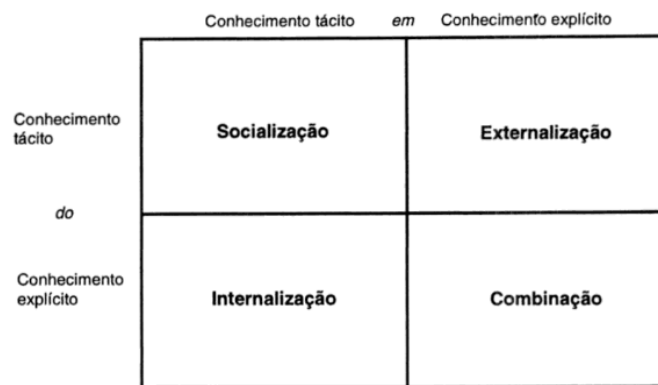 Conhecimento tácito em Conhecimento explícito
Conhecimento
tácito
Socialização Externalização
do
Conhecimento
explícito
Internalização Combinação